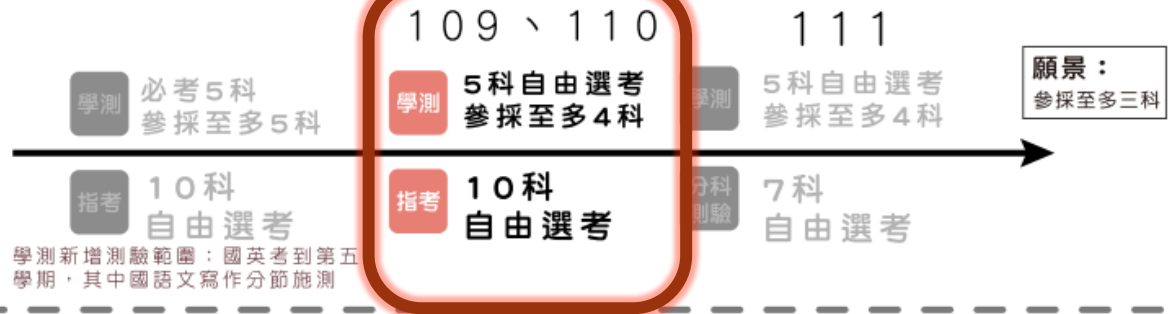 109、110
111
學測
必考5科
參採至多5科
學測
5科自由選考
參採至多4科
學測
5科自由選考
參採至多4科
願景：
參採至多三科
指考
10科
自由選考
指考
10科
自由選考
分科
測驗
7科
自由選考
學測新增測驗範圍：國英考到第五
學期，其中國語文寫作分節施測